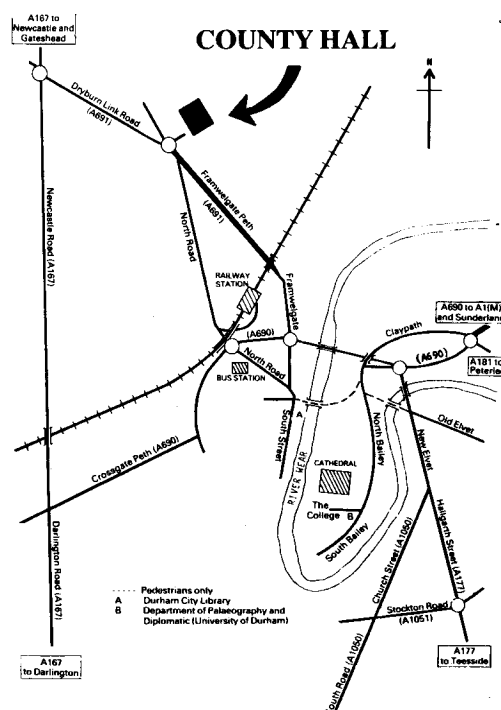 A167 to
Newcastle and
Gateshead
COUNTY HALL
N
Dryburn Link Road
(A691)
Framwelgate Peth
(A691)
North Road
Newcastle Road (A167)
RAILWAY
STATION
Framwelgate
A690 to A1(M)
and Sunderland
Claypath
(A690)
(A690)
A181 to
Peterlee
North Road
BUS STATION
A
South Street
North Bailey
Old Elvet
New Elvet
Crossgate Peth (A690)
RIVER WEAR
CATHEDRAL
The
College
B
South Bailey
Hallgarth Street (A177)
Church Street (A1050)
Darlington Road (A167)
Stockton Road
(A1051)
outh Road (A1050)
---- Pedestrians only
A Durham City Library
B Department of Palaeography and
Diplomatic (University of Durham)
A167
to Darlington
A177
to Teesside